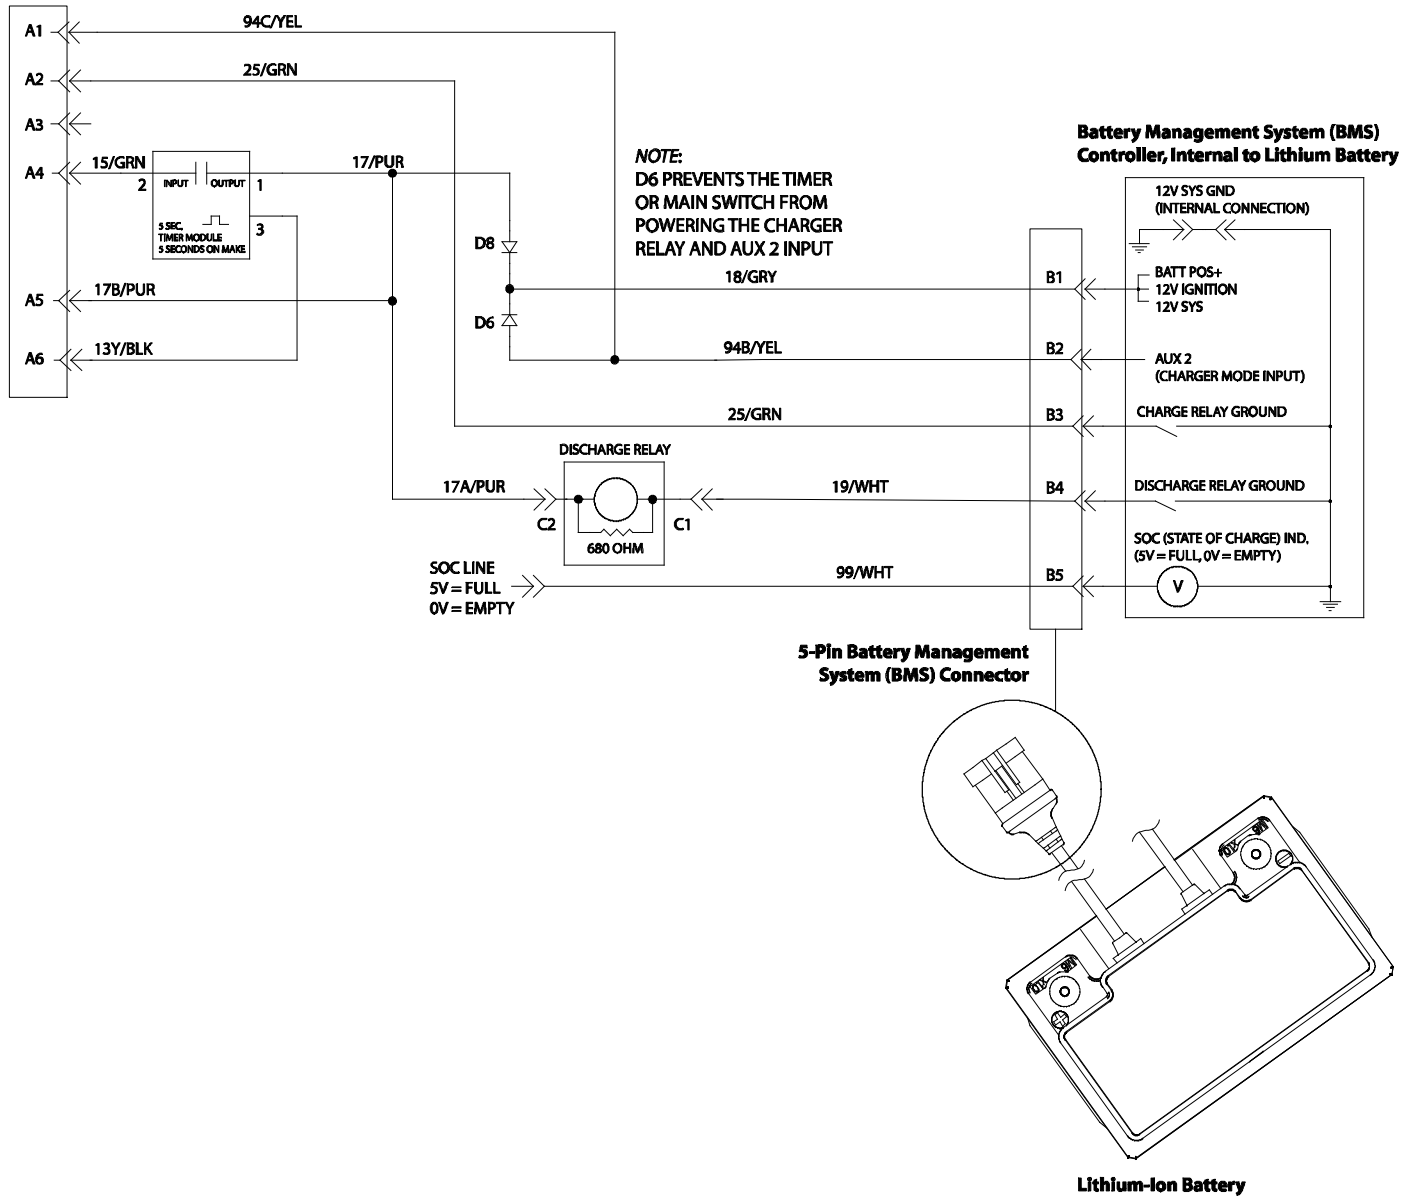 94C/YEL
A1
25/GRN
A2
A3
Battery Management System (BMS)
Controller, Internal to Lithium Battery
15/GRN
17/PUR
A4
2
INPUT
OUTPUT
1
5 SEC,
TIMER MODULE
5 SECONDS ON MAKE
3
NOTE:
D6 PREVENTS THE TIMER
OR MAIN SWITCH FROM
POWERING THE CHARGER
RELAY AND AUX 2 INPUT
12V SYS GND
(INTERNAL CONNECTION)
D8
18/GRY
B1
BATT POS+
12V IGNITION
12V SYS
17B/PUR
A5
D6
13Y/BLK
A6
94B/YEL
B2
AUX 2
(CHARGER MODE INPUT)
25/GRN
B3
CHARGE RELAY GROUND
DISCHARGE RELAY
17A/PUR
C2
C1
680 OHM
19/WHT
B4
DISCHARGE RELAY GROUND
SOC (STATE OF CHARGE) IND,
(5V = FULL, 0V = EMPTY)
SOC LINE
5V = FULL
0V = EMPTY
99/WHT
B5
V
5-Pin Battery Management
System (BMS) Connector
M6
X1.0
M6
X1.0
Lithium-Ion Battery